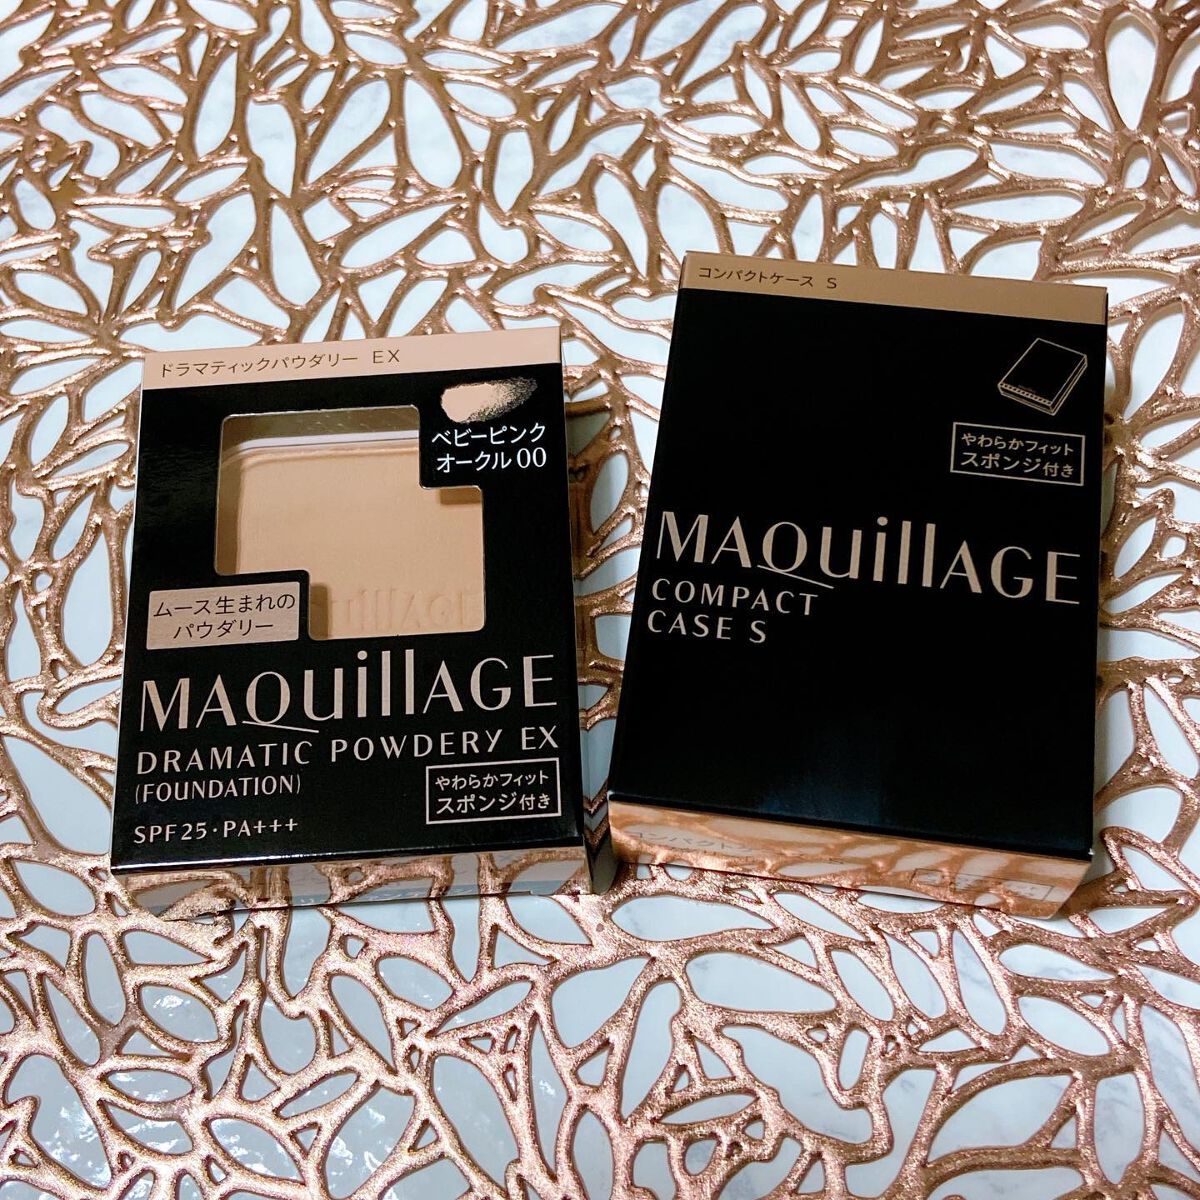 ドラマティックパウダリー EX
ベビーピンク
オークル00
ムース生まれの
パウダリー
MAQuillAGE
DRAMATIC POWDERY EX
(FOUNDATION)
SPF25・PA+++
やわらかフィット
スポンジ付き
コンパクトケース S
やわらかフィット
スポンジ付き
MAQuillAGE
COMPACT
CASE S